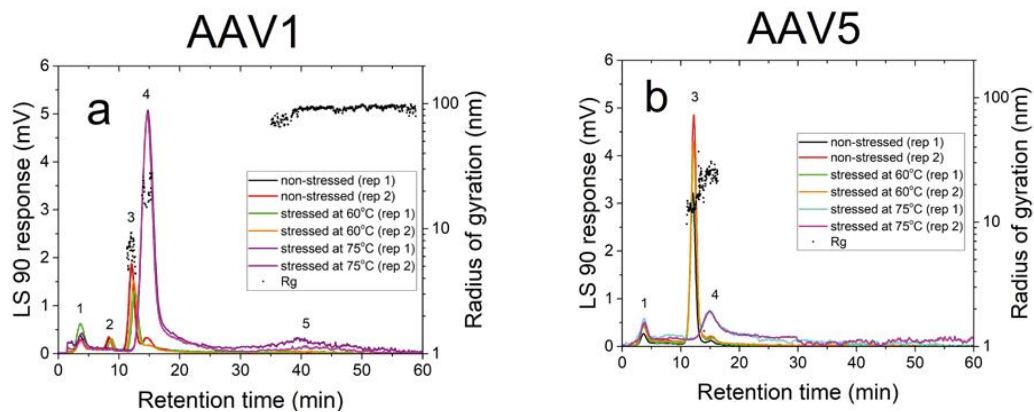 AAV1
AAV5
a
LS 90 response (mV)
6
5
4
3
2
1
0
1
2
3
4
5
non-stressed (rep 1)
non-stressed (rep 2)
stressed at 60°C (rep 1)
stressed at 60°C (rep 2)
stressed at 75°C (rep 1)
stressed at 75°C (rep 2)
Rg
100
10
1
Radius of gyration (nm)
0 10 20 30 40 50 60
Retention time (min)
b
LS 90 response (mV)
6
5
4
3
2
1
0
1
3
4
non-stressed (rep 1)
non-stressed (rep 2)
stressed at 60°C (rep 1)
stressed at 60°C (rep 2)
stressed at 75°C (rep 1)
stressed at 75°C (rep 2)
Rg
100
10
1
Radius of gyration (nm)
0 10 20 30 40 50 60
Retention time (min)